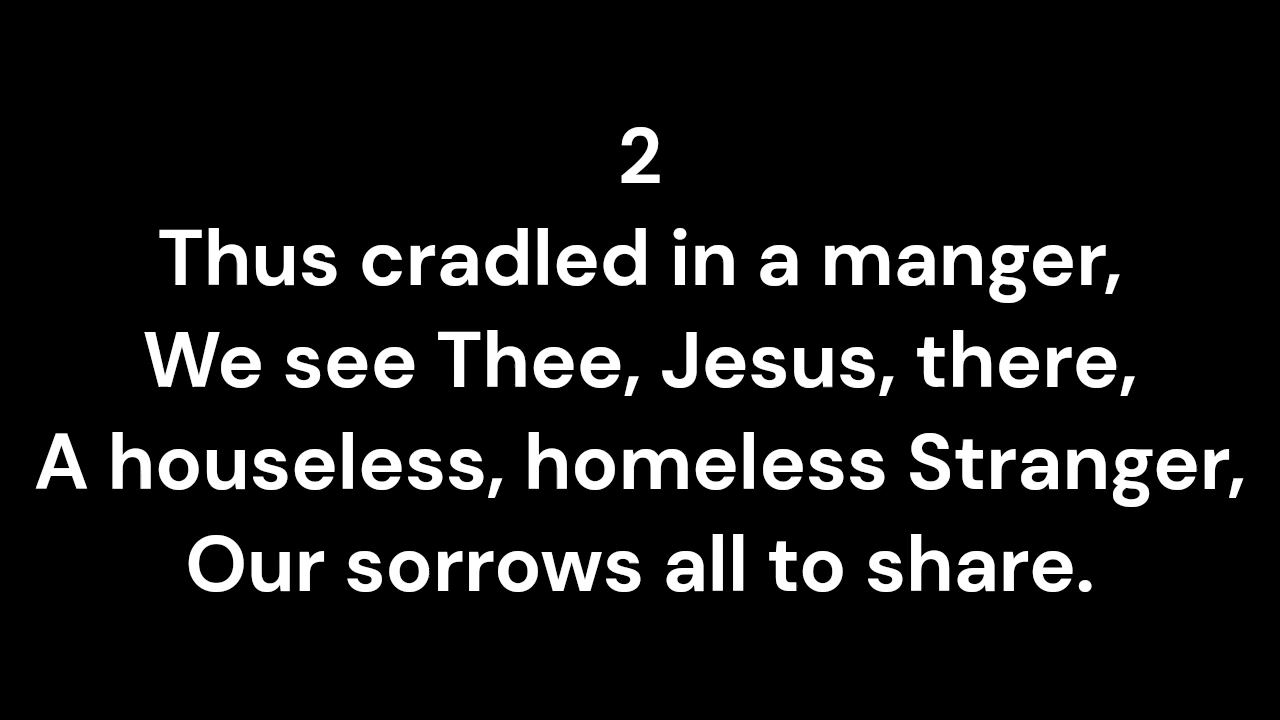 2
Thus cradled in a manger,
We see Thee, Jesus, there,
A houseless, homeless Stranger,
Our sorrows all to share.